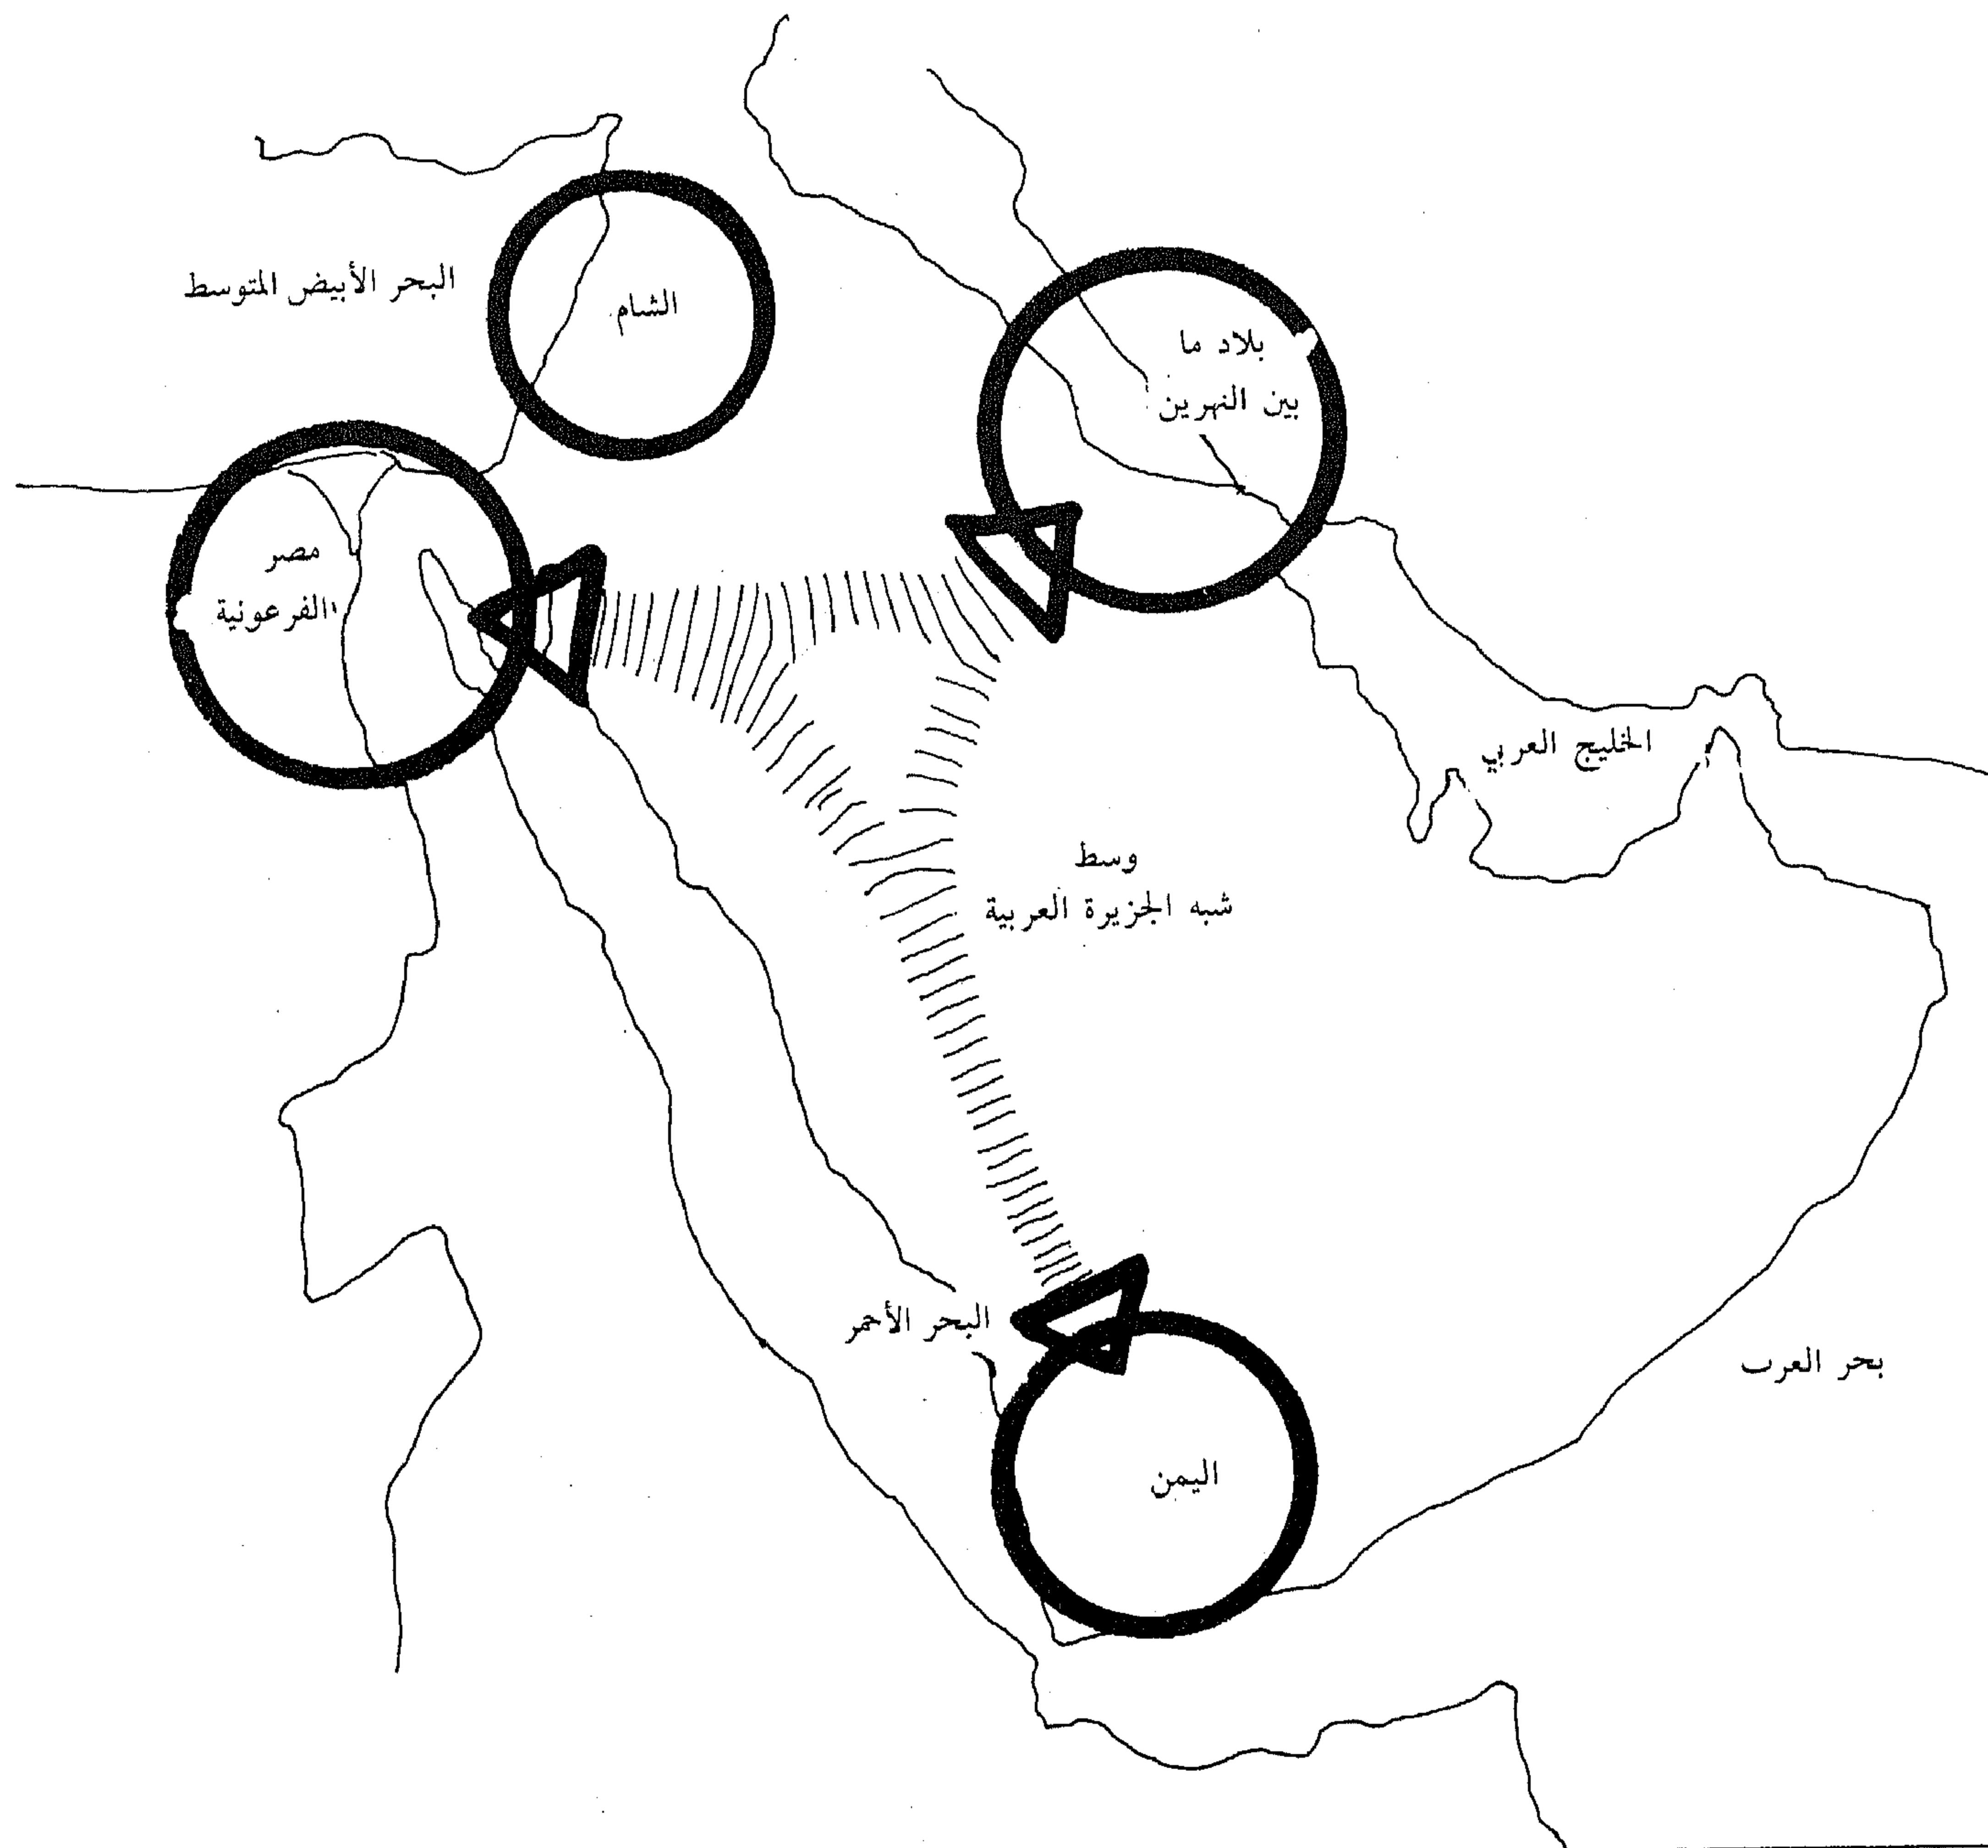 البحر الأبيض المتوسط
الشام
بلاد ما
بين النهرين
مصر
الفرعونية
الخليج العربي
وسط
شبه الجزيرة العربية
البحر الأحمر
بحر العرب
اليمن